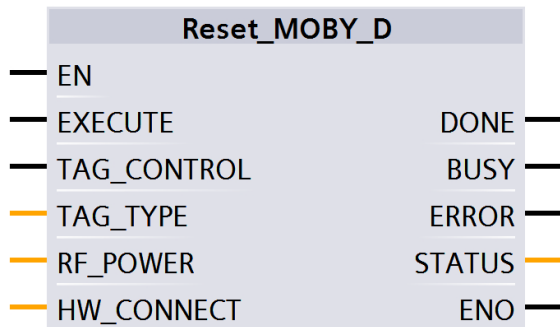 Reset_MOBY_D
EN
EXECUTE DONE
TAG_CONTROL BUSY
TAG_TYPE ERROR
RF_POWER STATUS
HW_CONNECT ENO